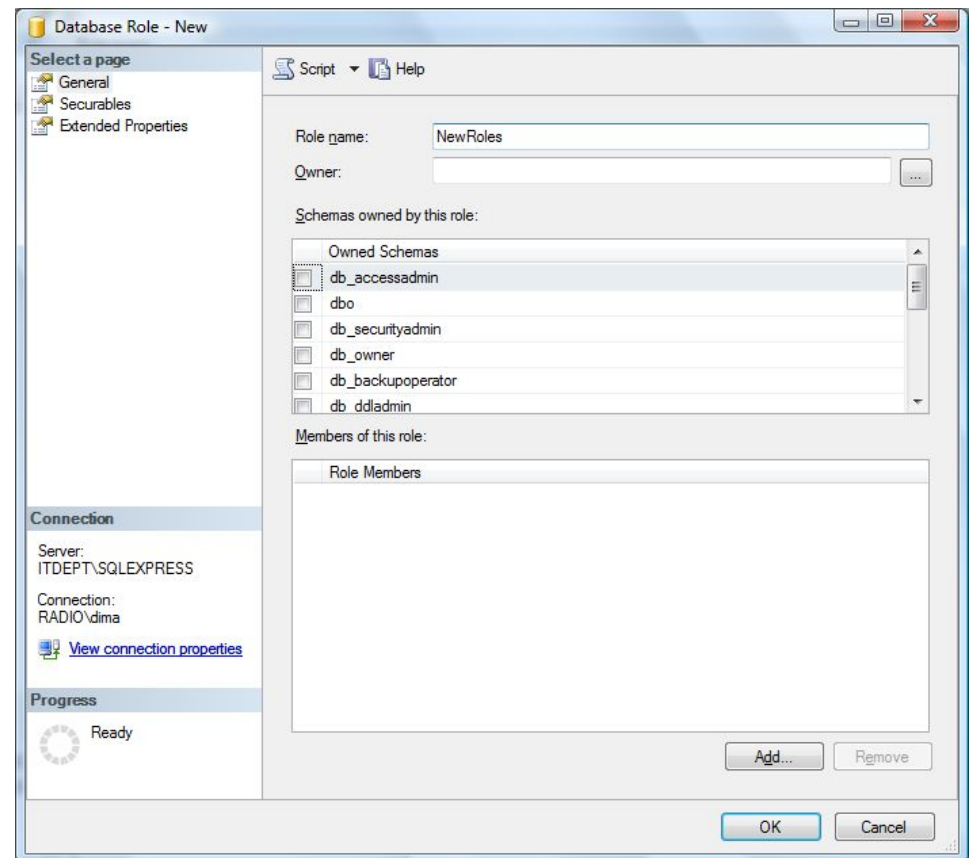 Database Role - New
Select a page
General
Securables
Extended Properties
Script Help
Role name: NewRoles
Owner: ...
Schemas owned by this role:
Owned Schemas
db_accessadmin
dbo
db_securityadmin
db_owner
db_backupoperator
db_ddladmin
Members of this role:
Role Members
Connection
Server:
ITDEPT\SQLEXPRESS
Connection:
RADIO\dima
View connection properties
Progress
Ready
Add... Remove
OK Cancel